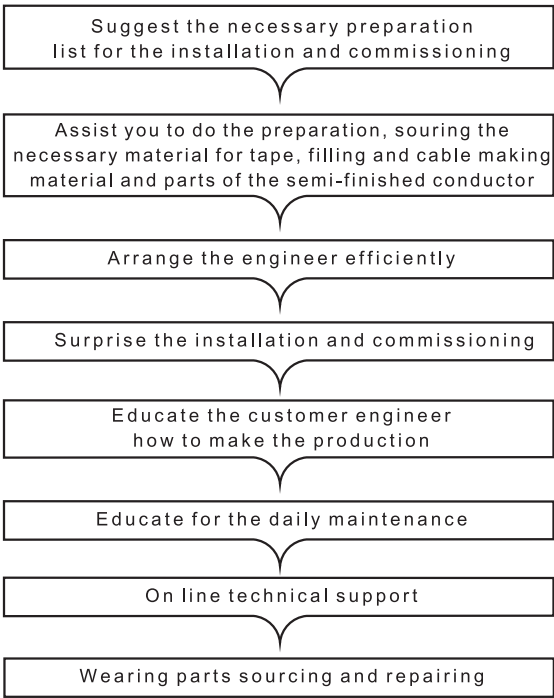 Suggest the necessary preparation
list for the installation and commissioning
Assist you to do the preparation, souring the
necessary material for tape, filling and cable making
material and parts of the semi-finished conductor
Arrange the engineer efficiently
Surprise the installation and commissioning
Educate the customer engineer
how to make the production
Educate for the daily maintenance
On line technical support
Wearing parts sourcing and repairing